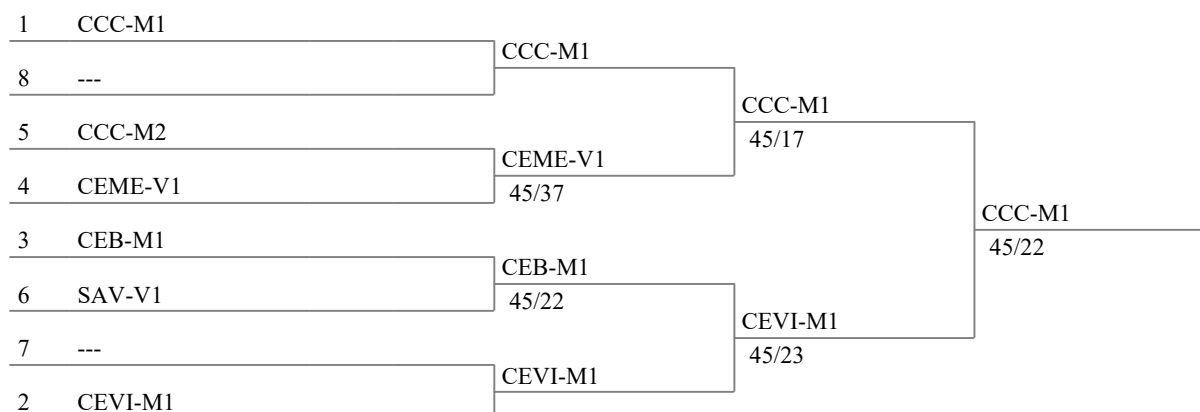 1 CCC-M1
8 ---
5 CCC-M2
4 CEME-V1
3 CEB-M1
6 SAV-V1
7 ---
2 CEVI-M1
CCC-M1
CEME-V1
45/37
CEB-M1
45/22
CEVI-M1
CCC-M1
45/17
CEVI-M1
45/23
CCC-M1
45/22